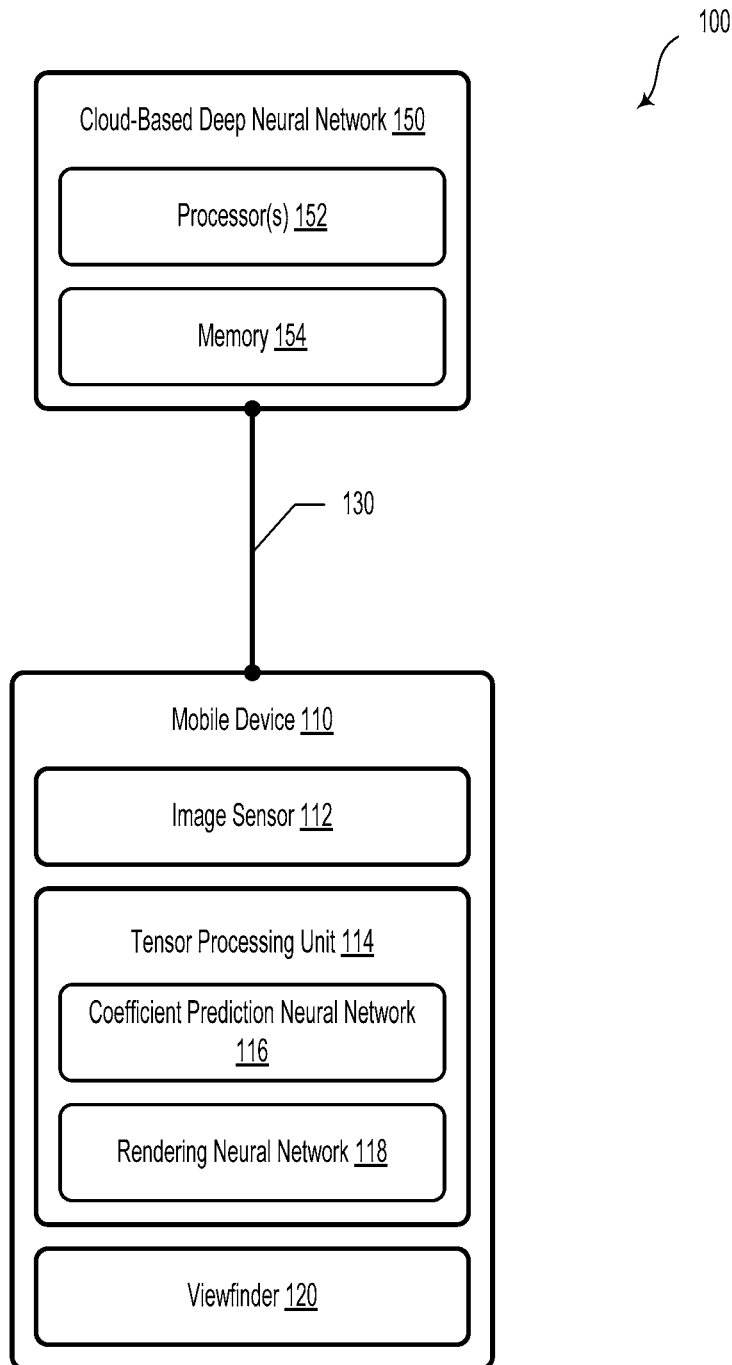 100
Cloud-Based Deep Neural Network 150
Processor(s) 152
Memory 154
130
Mobile Device 110
Image Sensor 112
Tensor Processing Unit 114
Coefficient Prediction Neural Network
116
Rendering Neural Network 118
Viewfinder 120